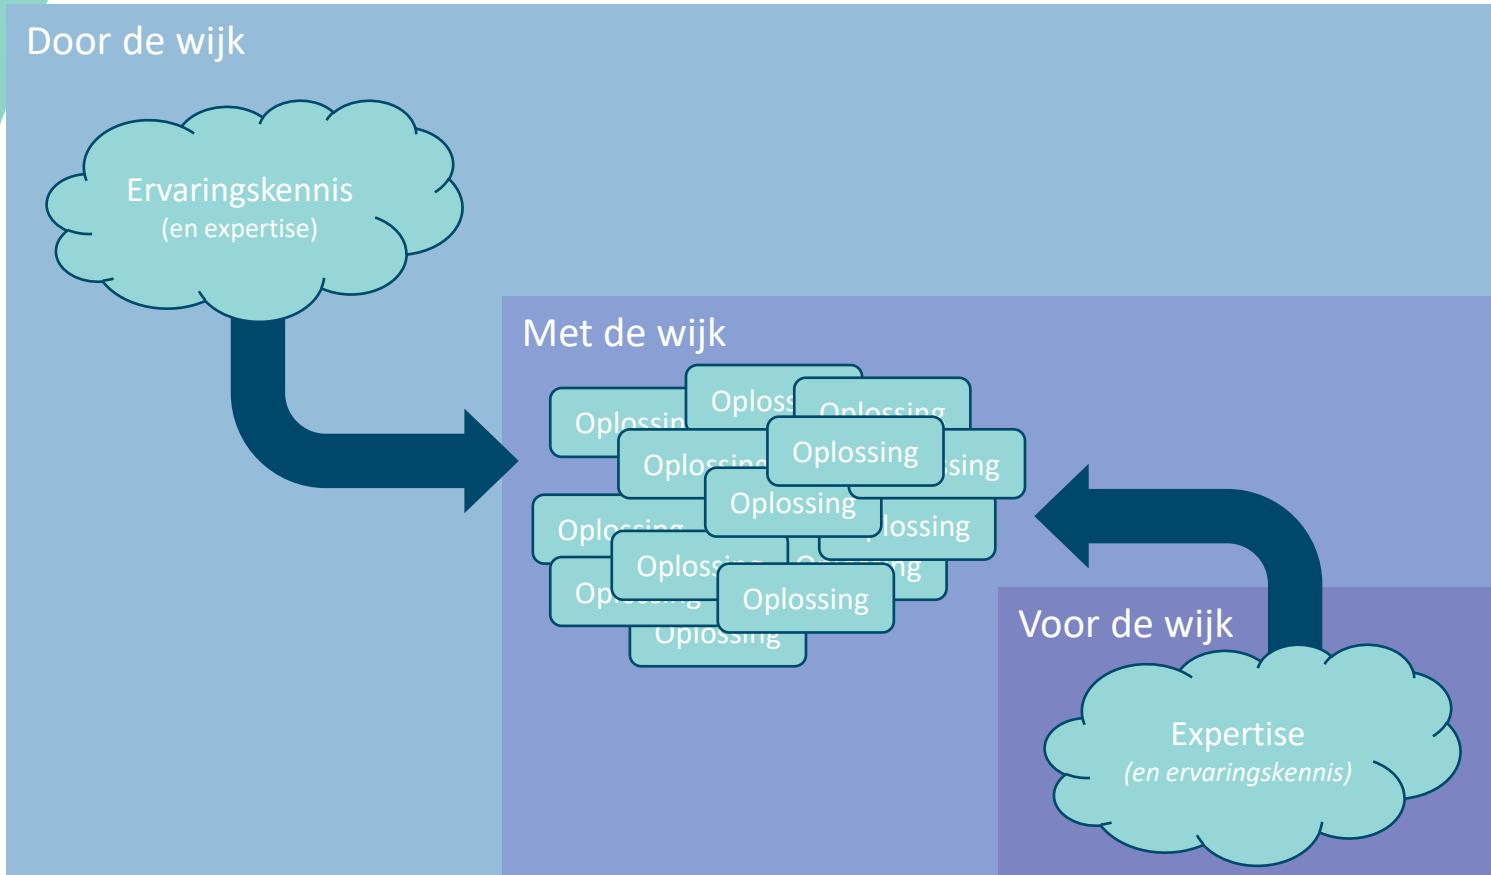 Door de wijk
Ervaringskennis
(en expertise)
Met de wijk
Oplossing
Oplossing
Oplossing
Oplossing
Voor de wijk
Expertise
(en ervaringskennis)